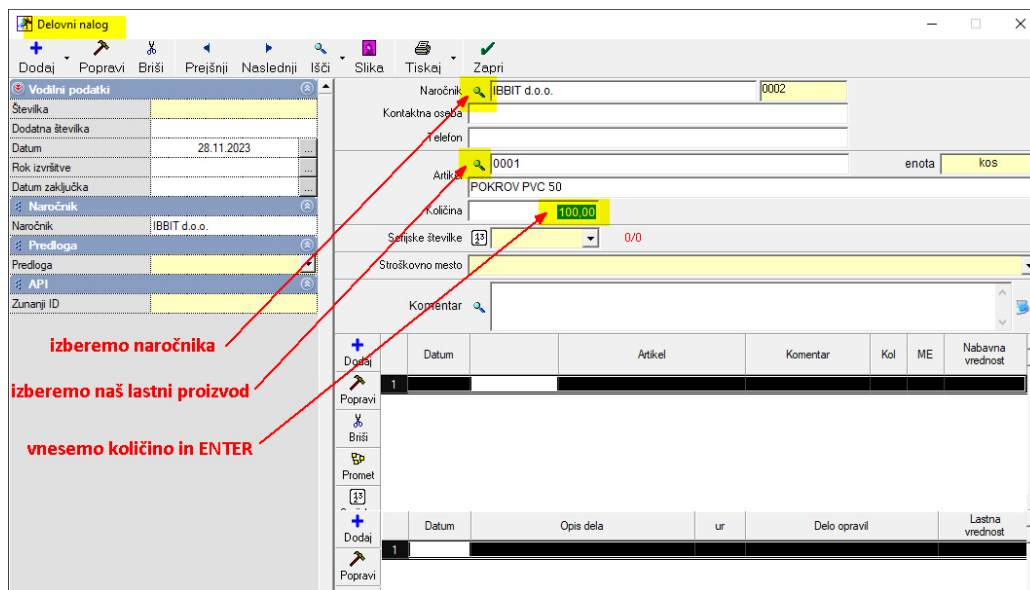 Delovni nalog
Dodaj Popravi Briši Prejšnji Naslednji Išči Slika Tiskaj Zapri
Vodilni podatki
Številka
Dodatna številka
Datum 28.11.2023 ...
Rok izvršitve ...
Datum zaključka ...
Naročnik
Naročnik IBBIT d.o.o.
Predloga
Predloga
API
Zunanji ID
Naročnik IBBIT d.o.o. 0002
Kontaktna oseba
Telefon
Artikel 0001 enota kos
POKROV PVC 50
Količina 100,00
Serijske številke 0/0
Stroškovno mesto
Komentar
izberemo naročnika
izberemo naš lastni proizvod
vnesemo količino in ENTER
Dodaj
Popravi
Briši
Promet
Datum Artikel Komentar Kol ME Nabavna vrednost
1
Dodaj
Popravi
Datum Opis dela ur Delo opravil Lastna vrednost
1